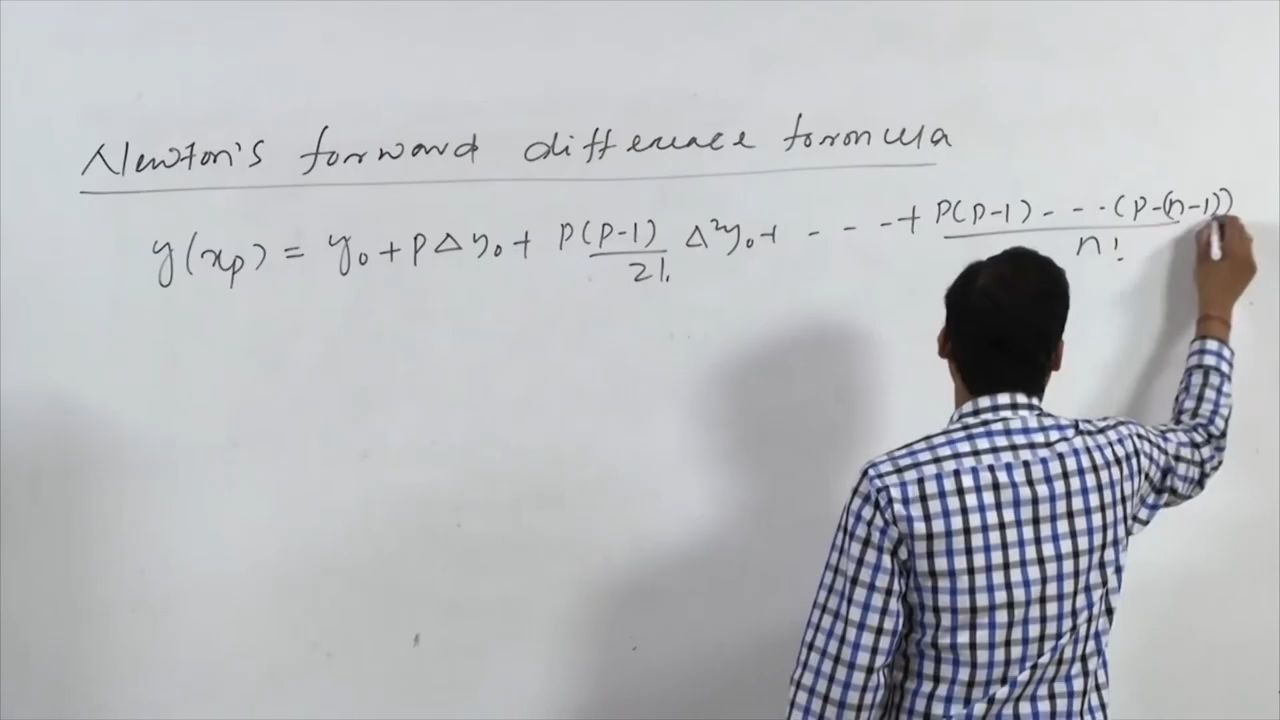 Newton's forward difference formula
y(xₚ) = y₀ + pΔy₀ + p(p-1)/2! Δ²y₀ + - - - + p(p-1) - - - (p-(n-1))/n!